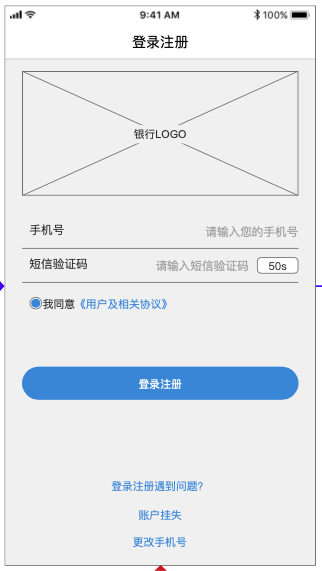 9:41 AM
100%
登录注册
银行LOGO
手机号 请输入您的手机号
短信验证码 请输入短信验证码 50s
我同意《用户及相关协议》
登录注册
登录注册遇到问题?
账户挂失
更改手机号